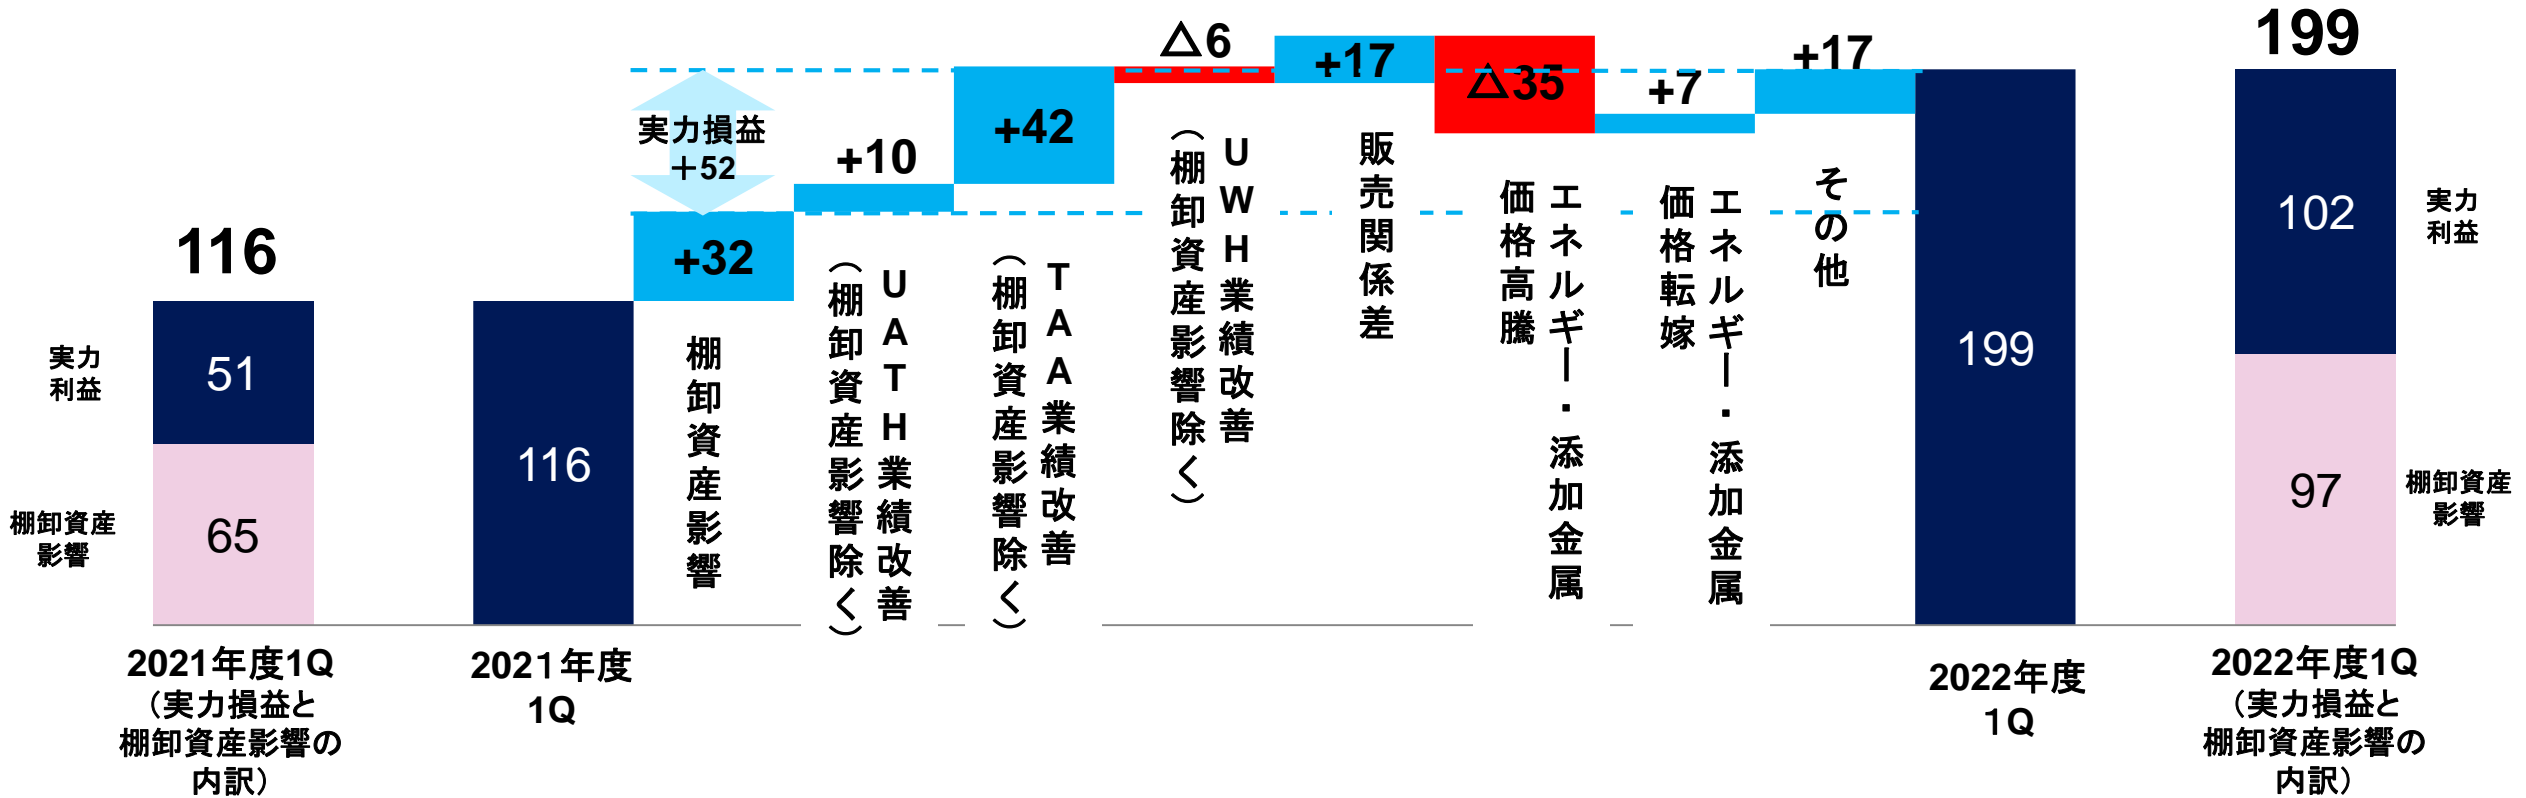 116
51
65
実力
利益
棚卸資産
影響
2021年度1Q
（実力損益と
棚卸資産影響の
内訳）
116
2021年度
1Q
実力損益
＋52
+32
棚卸資産影響
+10
ＵＡＴＨ業績改善
（棚卸資産影響除く）
+42
ＴＡＡ業績改善
（棚卸資産影響除く）
△6
ＵＷＨ業績改善
（棚卸資産影響除く）
+17
販売関係差
△35
エネルギー・添加金属
価格高騰
+7
エネルギー・添加金属
価格転嫁
+17
その他
199
2022年度
1Q
199
102
97
実力
利益
棚卸資産
影響
2022年度1Q
（実力損益と
棚卸資産影響の
内訳）